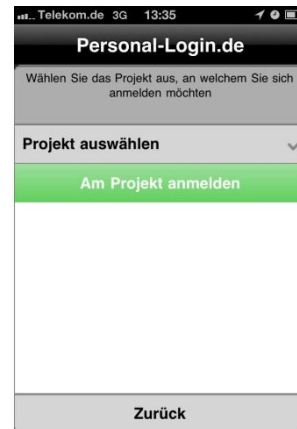 Telekom.de 3G 13:35
Personal-Login.de
Wählen Sie das Projekt aus, an welchem Sie sich
anmelden möchten
Projekt auswählen
Am Projekt anmelden
Zurück